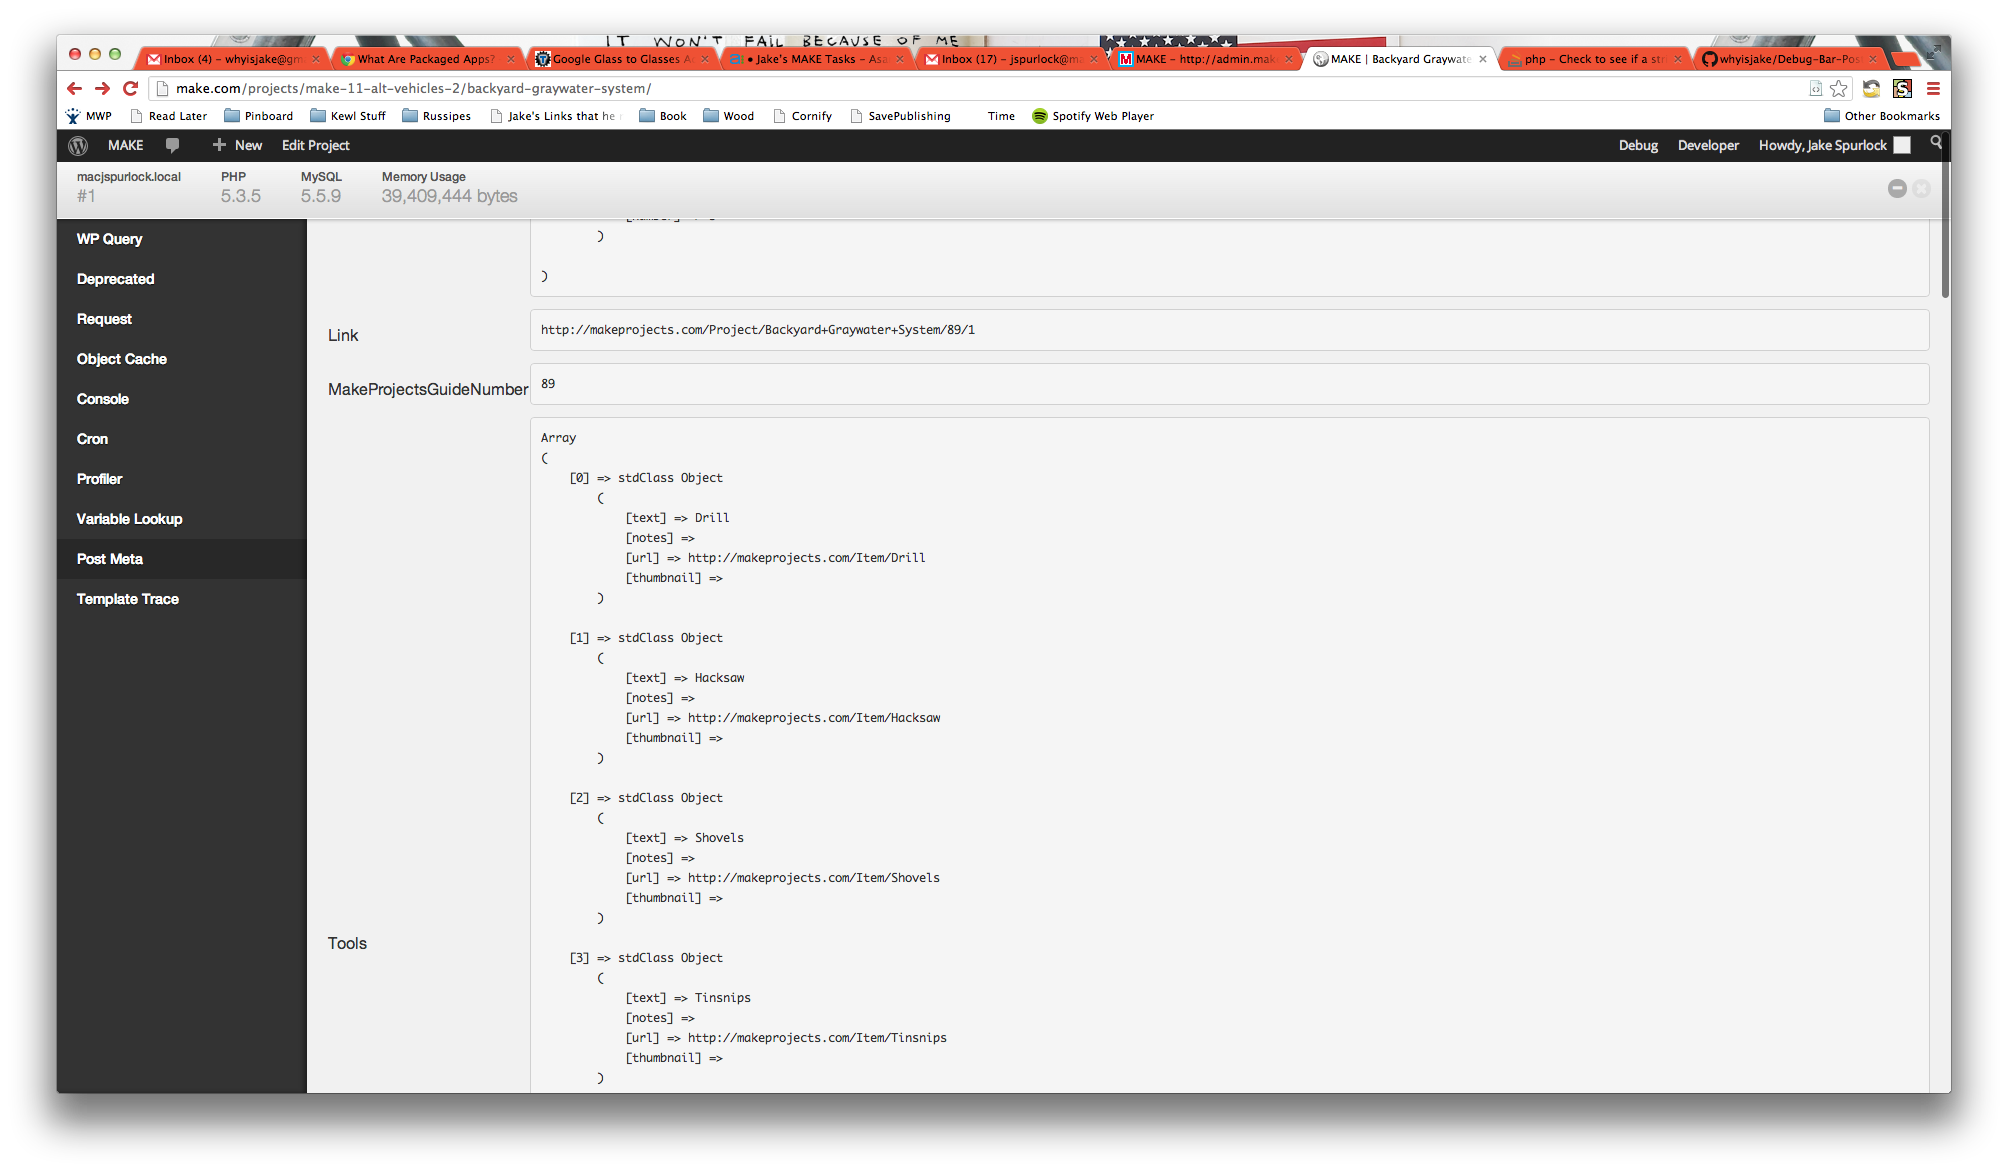 IT WON'T FAIL BECAUSE OF ME
Inbox (4) – whyisjake@gm
What Are Packaged Apps?
Google Glass to Glasses A
• Jake's MAKE Tasks – Asa
Inbox (17) – jspurlock@m
MAKE – http://admin.mak
MAKE | Backyard Graywate
php – Check to see if a str
whyisjake/Debug-Bar-Pos
make.com/projects/make-11-alt-vehicles-2/backyard-graywater-system/
MWP Read Later Pinboard Kewl Stuff Russipes Jake's Links that he Book Wood Cornify SavePublishing Time Spotify Web Player Other Bookmarks
MAKE + New Edit Project Debug Developer Howdy, Jake Spurlock
macjspurlock.local PHP MySQL Memory Usage
#1 5.3.5 5.5.9 39,409,444 bytes
WP Query
Deprecated
Request
Object Cache
Console
Cron
Profiler
Variable Lookup
Post Meta
Template Trace
)
)
Link
http://makeprojects.com/Project/Backyard+Graywater+System/89/1
MakeProjectsGuideNumber
89
Tools
Array
(
[0] => stdClass Object
(
[text] => Drill
[notes] =>
[url] => http://makeprojects.com/Item/Drill
[thumbnail] =>
)
[1] => stdClass Object
(
[text] => Hacksaw
[notes] =>
[url] => http://makeprojects.com/Item/Hacksaw
[thumbnail] =>
)
[2] => stdClass Object
(
[text] => Shovels
[notes] =>
[url] => http://makeprojects.com/Item/Shovels
[thumbnail] =>
)
[3] => stdClass Object
(
[text] => Tinsnips
[notes] =>
[url] => http://makeprojects.com/Item/Tinsnips
[thumbnail] =>
)